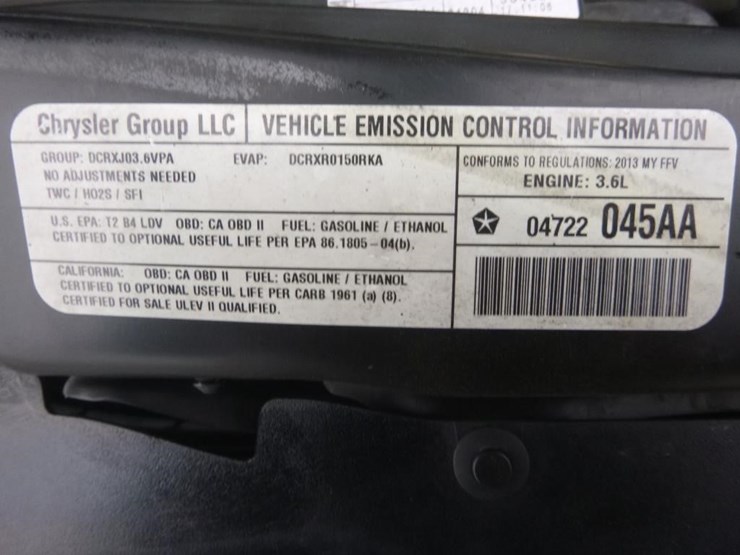 Chrysler Group LLC VEHICLE EMISSION CONTROL INFORMATION
GROUP: DCRXJ03.6VPA EVAP: DCRXR0150RKA
NO ADJUSTMENTS NEEDED
TWC / HO2S / SFI
CONFORMS TO REGULATIONS: 2013 MY FFV
ENGINE: 3.6L
U.S. EPA: T2 B4 LDV OBD: CA OBD II FUEL: GASOLINE / ETHANOL
CERTIFIED TO OPTIONAL USEFUL LIFE PER EPA 86.1805-04(b).
04722 045AA
CALIFORNIA: OBD: CA OBD II FUEL: GASOLINE / ETHANOL
CERTIFIED TO OPTIONAL USEFUL LIFE PER CARB 1961 (a) (8).
CERTIFIED FOR SALE ULEV II QUALIFIED.